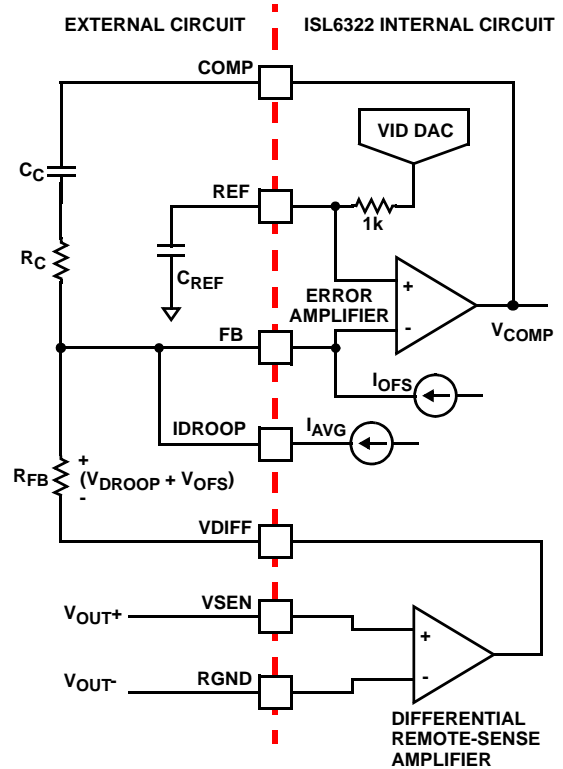 EXTERNAL CIRCUIT
ISL6322 INTERNAL CIRCUIT
COMP
VID DAC
CC
REF
1k
RC
CREF
+
ERROR
AMPLIFIER
-
FB
VCOMP
IOFS
IDROOP
IAVG
RFB
+
(VDROOP + VOFS)
-
VDIFF
VSEN
VOUT+
+
RGND
VOUT-
-
DIFFERENTIAL
REMOTE-SENSE
AMPLIFIER